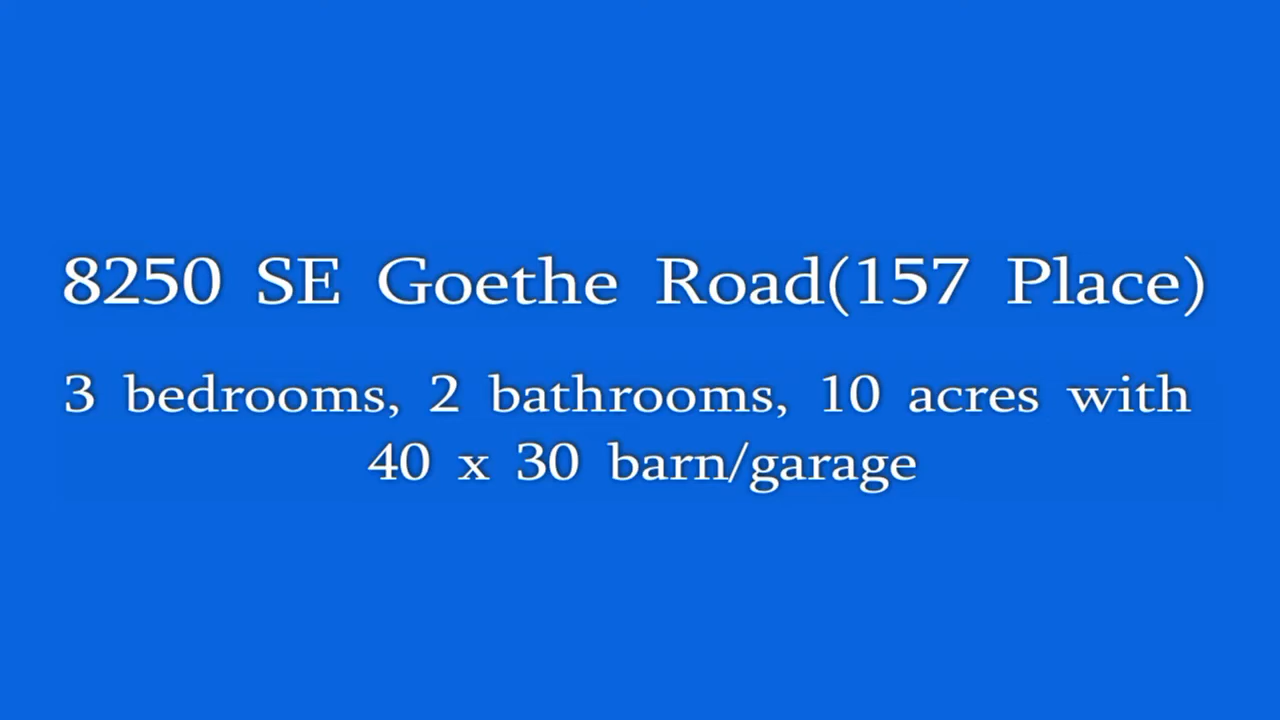 8250 SE Goethe Road(157 Place)
3 bedrooms, 2 bathrooms, 10 acres with
40 x 30 barn/garage